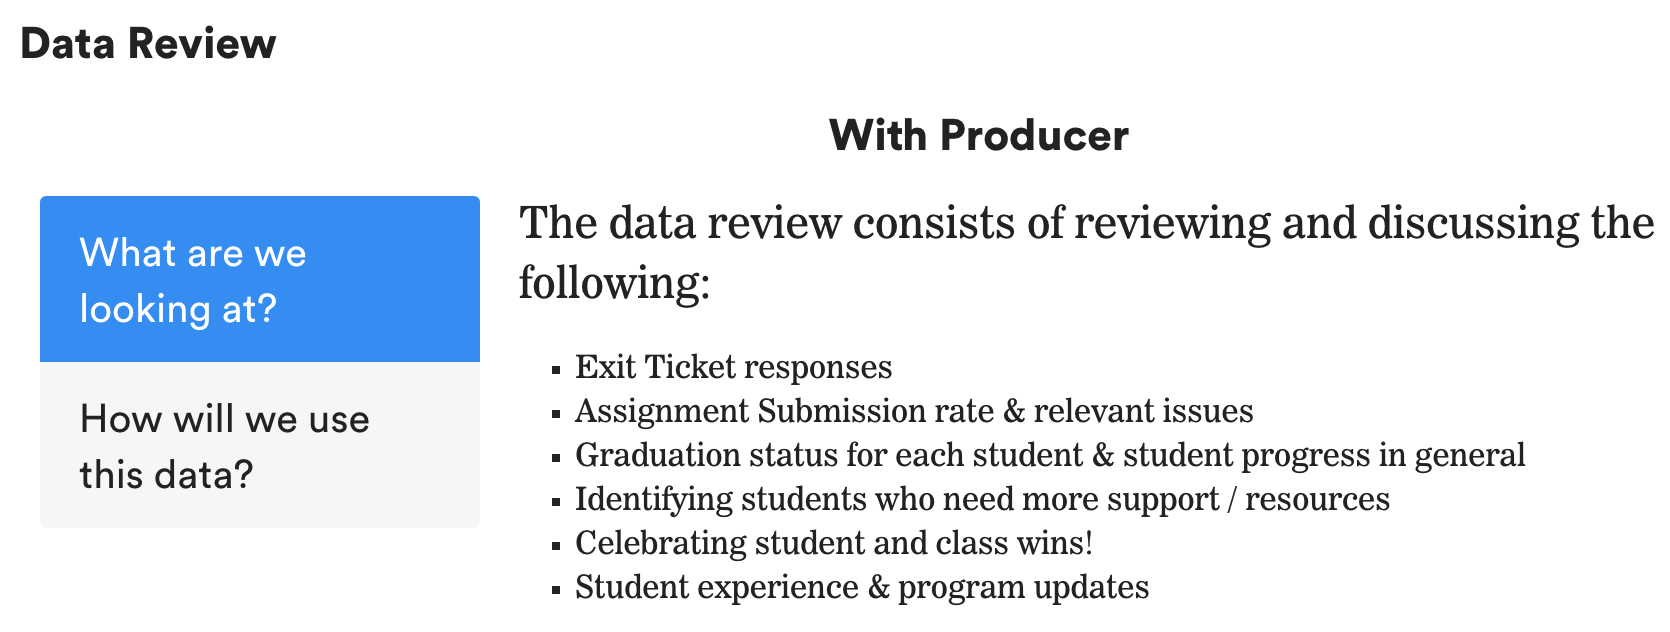 Data Review
With Producer
What are we
looking at?
How will we use
this data?
The data review consists of reviewing and discussing the
following:
▪ Exit Ticket responses
▪ Assignment Submission rate & relevant issues
▪ Graduation status for each student & student progress in general
▪ Identifying students who need more support / resources
▪ Celebrating student and class wins!
▪ Student experience & program updates